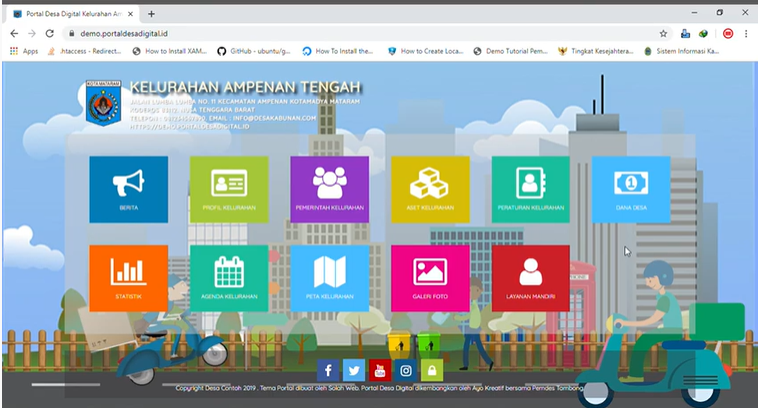 Portal Desa Digital Kelurahan Am
demo.portaldesadigital.id
Apps
.htaccess - Redirect...
How to Install XAM...
GitHub - ubuntu/g...
How To Install the...
How to Create Loca...
Demo Tutorial Pem...
Tingkat Kesejahtera...
Sistem Informasi Ka...
KOTA MATARAM
KELURAHAN AMPENAN TENGAH
JALAN LUMBA LUMBA NO. 11 KECAMATAN AMPENAN KOTAMADYA MATARAM
KODEPOS 83112, NUSA TENGGARA BARAT
EMAIL : INFO@DESAKABUNAN.COM
HTTPS://DEMO.PORTALDESADIGITAL.ID
BERITA
PROFIL KELURAHAN
PEMERINTAH KELURAHAN
ASET KELURAHAN
PERATURAN KELURAHAN
DANA DESA
STATISTIK
AGENDA KELURAHAN
PETA KELURAHAN
GALERI FOTO
LAYANAN MANDIRI
Copyright Desa Contoh 2019 . Tema Portal dibuat oleh Solah Web. Portal Desa Digital dikembangkan oleh Ayo Kreatif bersama Pemdes Tambong